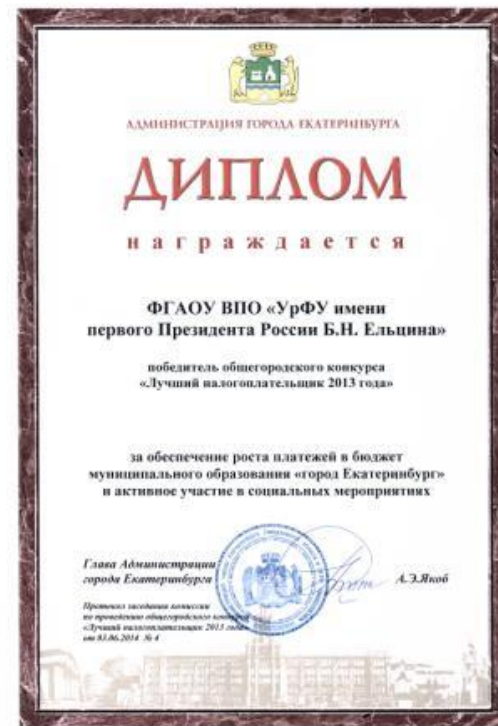 АДМИНИСТРАЦИЯ ГОРОДА ЕКАТЕРИНБУРГА
ДИПЛОМ
награждается
ФГАОУ ВПО «УрФУ имени
первого Президента России Б.Н. Ельцина»
победитель общегородского конкурса
«Лучший налогоплательщик 2013 года»
за обеспечение роста платежей в бюджет
муниципального образования «город Екатеринбург»
и активное участие в социальных мероприятиях
Глава Администрации
города Екатеринбурга
А.Э.Якоб
Протокол заседания комиссии
по проведению общегородского конкурса
«Лучший налогоплательщик 2013 года»
от 03.06.2014 № 4